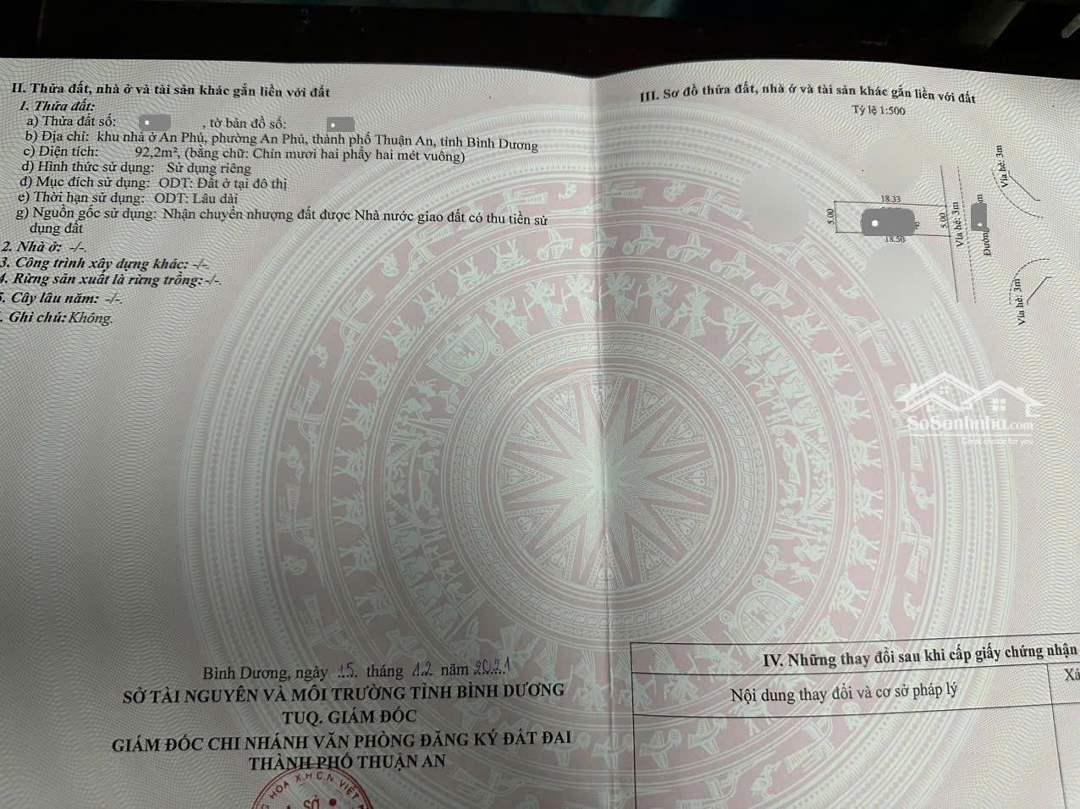 II. Thửa đất, nhà ở và tài sản khác gắn liền với đất
1. Thửa đất:
a) Thửa đất số: , tờ bản đồ số:
b) Địa chỉ: khu nhà ở An Phú, phường An Phú, thành phố Thuận An, tỉnh Bình Dương
c) Diện tích: 92,2m², (bằng chữ: Chín mươi hai phẩy hai mét vuông)
d) Hình thức sử dụng: Sử dụng riêng
đ) Mục đích sử dụng: ODT: Đất ở tại đô thị
e) Thời hạn sử dụng: ODT: Lâu dài
g) Nguồn gốc sử dụng: Nhận chuyển nhượng đất được Nhà nước giao đất có thu tiền sử
dụng đất
2. Nhà ở: -/-.
3. Công trình xây dựng khác: -/-.
4. Rừng sản xuất là rừng trồng: -/-.
5. Cây lâu năm: -/-.
. Ghi chú: Không.
Bình Dương, ngày 15 tháng 12 năm 2021
SỞ TÀI NGUYÊN VÀ MÔI TRƯỜNG TỈNH BÌNH DƯƠNG
TUQ. GIÁM ĐỐC
GIÁM ĐỐC CHI NHÁNH VĂN PHÒNG ĐĂNG KÝ ĐẤT ĐAI
THÀNH PHỐ THUẬN AN
HÒA X.H.C.N VIỆT
SỞ
III. Sơ đồ thửa đất, nhà ở và tài sản khác gắn liền với đất
Tỷ lệ 1:500
18.33
5.00
5.00
18.50
Vỉa hè: 3m
Đường m
Vỉa hè: 3m
Vỉa hè: 3m
SoSanhnha.com
Great choice for you
IV. Những thay đổi sau khi cấp giấy chứng nhận
Nội dung thay đổi và cơ sở pháp lý
Xá